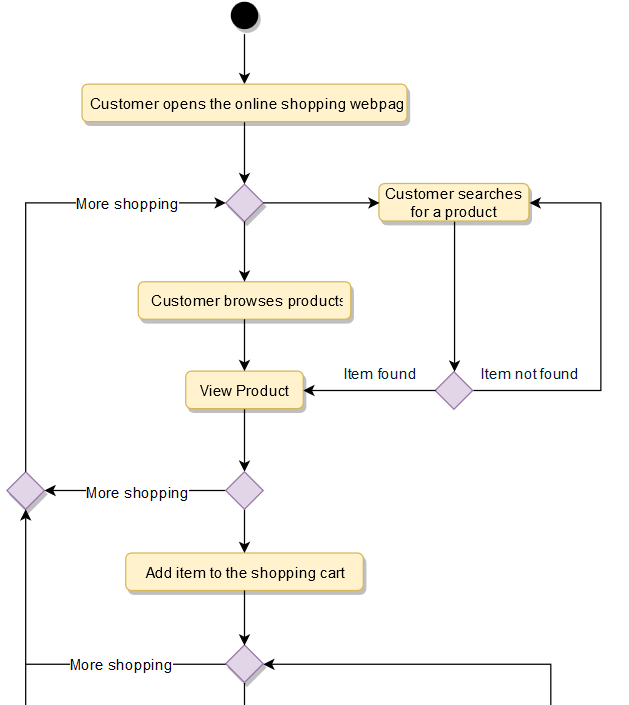 Customer opens the online shopping webpag
More shopping
Customer searches
for a product
Customer browses products
Item found
Item not found
View Product
More shopping
Add item to the shopping cart
More shopping